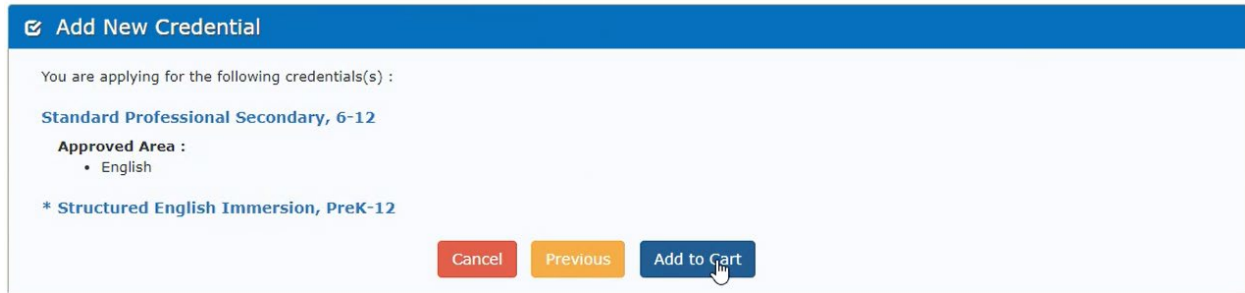 Add New Credential
You are applying for the following credentials(s) :
Standard Professional Secondary, 6-12
Approved Area :
• English
* Structured English Immersion, PreK-12
Cancel Previous Add to Cart